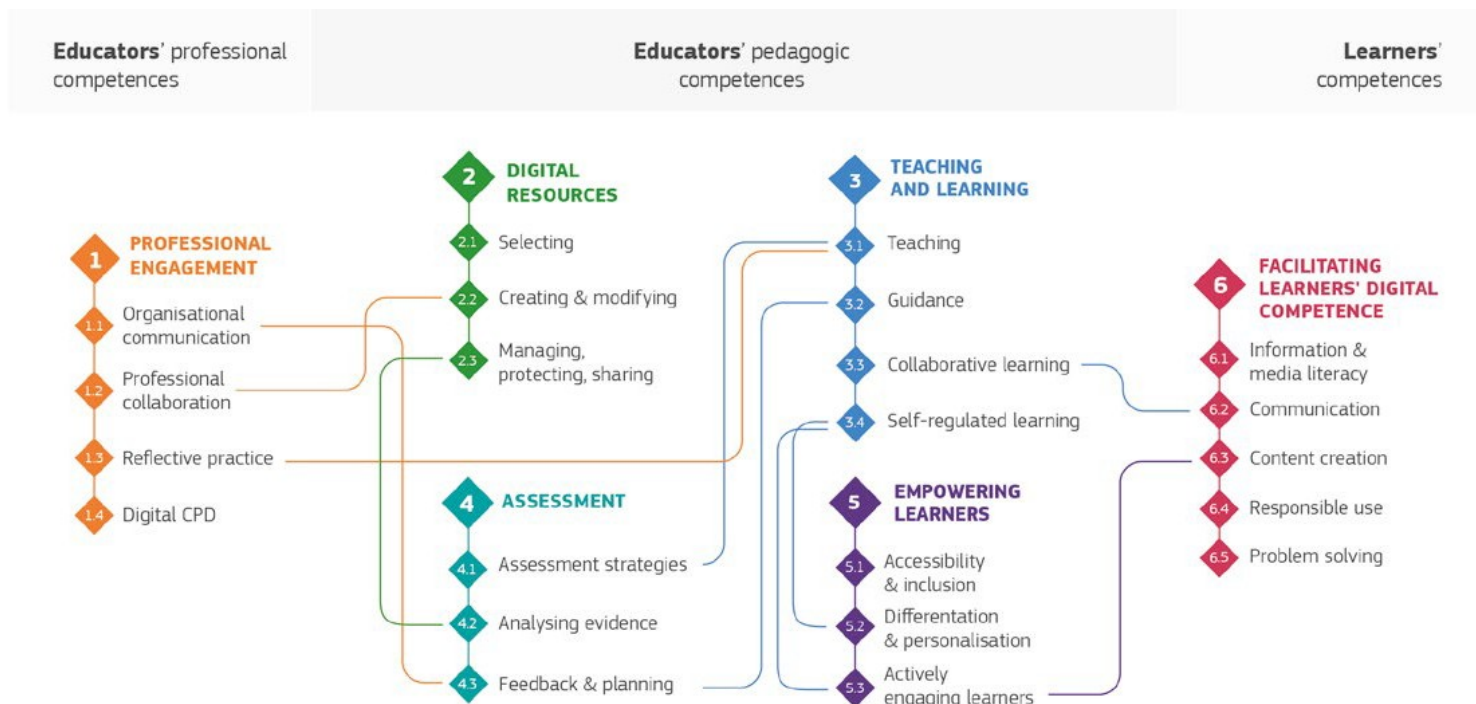 Educators' professional
competences
Educators' pedagogic
competences
Learners'
competences
1
PROFESSIONAL
ENGAGEMENT
1.1
Organisational
communication
1.2
Professional
collaboration
1.3
Reflective practice
1.4
Digital CPD
2
DIGITAL
RESOURCES
2.1
Selecting
2.2
Creating & modifying
2.3
Managing,
protecting, sharing
3
TEACHING
AND LEARNING
3.1
Teaching
3.2
Guidance
3.3
Collaborative learning
3.4
Self-regulated learning
4
ASSESSMENT
4.1
Assessment strategies
4.2
Analysing evidence
4.3
Feedback & planning
5
EMPOWERING
LEARNERS
5.1
Accessibility
& inclusion
5.2
Differentation
& personalisation
5.3
Actively
engaging learners
6
FACILITATING
LEARNERS' DIGITAL
COMPETENCE
6.1
Information &
media literacy
6.2
Communication
6.3
Content creation
6.4
Responsible use
6.5
Problem solving